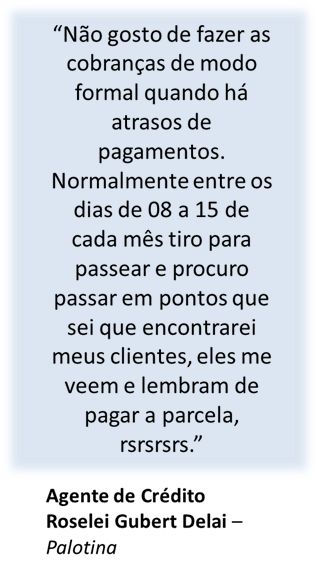 “Não gosto de fazer as
cobranças de modo
formal quando há
atrasos de
pagamentos.
Normalmente entre os
dias de 08 a 15 de
cada mês tiro para
passear e procuro
passar em pontos que
sei que encontrarei
meus clientes, eles me
veem e lembram de
pagar a parcela,
rsrsrsrs.”
Agente de Crédito
Roselei Gubert Delai –
Palotina